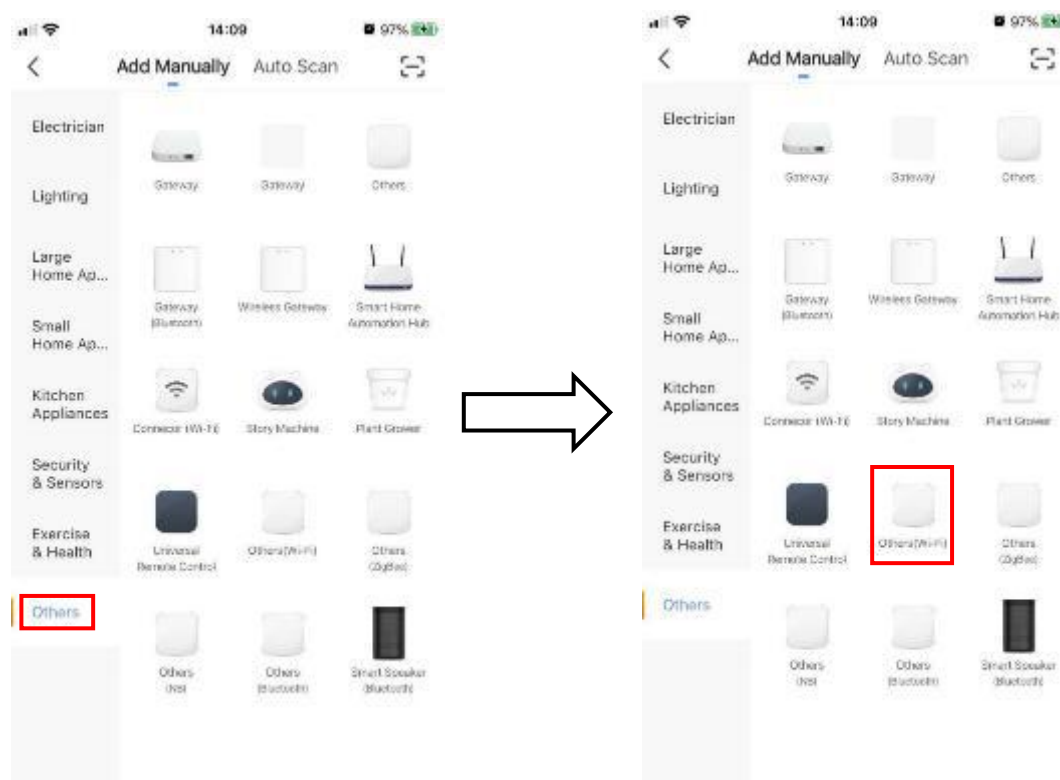 14:09
97%
Add Manually Auto Scan
Electrician
Lighting
Large
Home Ap...
Small
Home Ap...
Kitchen
Appliances
Security
& Sensors
Exercise
& Health
Others
Gateway Gateway Others
Gateway
(Bluetooth)
Wireless Gateway
Smart Home
Automation Hub
Connecor (Wi-Fi) Story Machine Plant Grower
Universal
Remote Control
Others(Wi-Fi)
Others
(ZigBee)
Others
(NB)
Others
(Bluetooth)
Smart Speaker
(Bluetooth)
14:09
97%
Add Manually Auto Scan
Electrician
Lighting
Large
Home Ap...
Small
Home Ap...
Kitchen
Appliances
Security
& Sensors
Exercise
& Health
Others
Gateway Gateway Others
Gateway
(Bluetooth)
Wireless Gateway
Smart Home
Automation Hub
Connecor (Wi-Fi) Story Machine Plant Grower
Universal
Remote Control
Others(Wi-Fi)
Others
(ZigBee)
Others
(NB)
Others
(Bluetooth)
Smart Speaker
(Bluetooth)